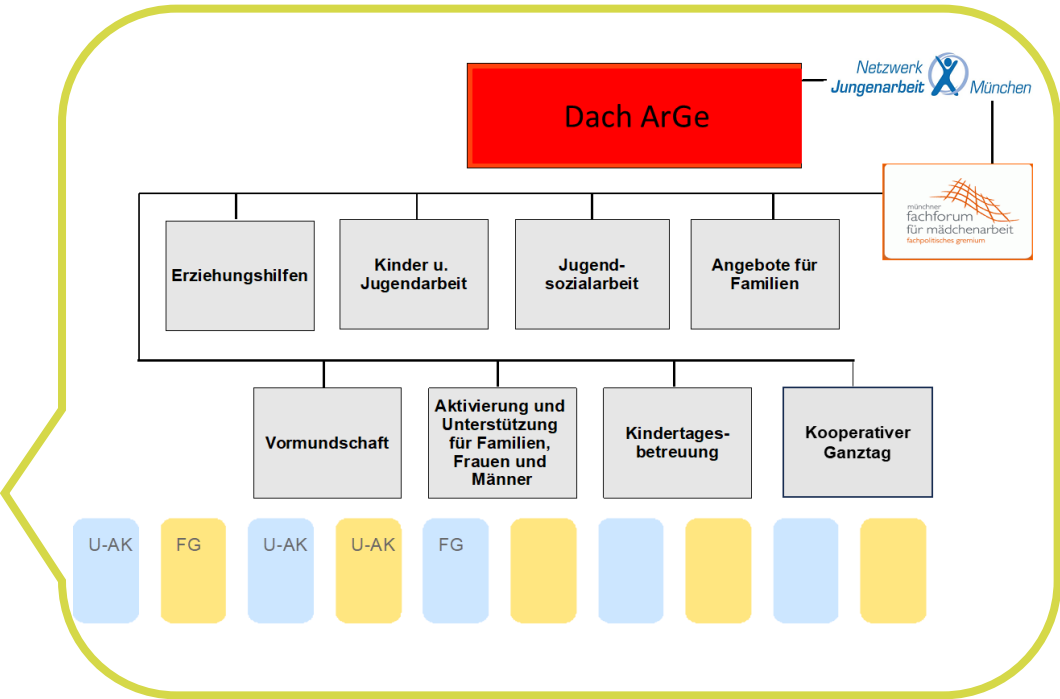 Dach ArGe
Netzwerk
Jungenarbeit
München
münchner
fachforum
für mädchenarbeit
fachpolitisches gremium
Erziehungshilfen
Kinder u.
Jugendarbeit
Jugend-
sozialarbeit
Angebote für
Familien
Vormundschaft
Aktivierung und
Unterstützung
für Familien,
Frauen und
Männer
Kindertages-
betreuung
Kooperativer
Ganztag
U-AK
FG
U-AK
U-AK
FG